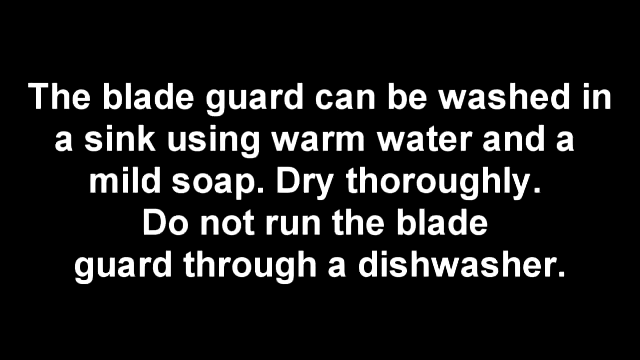 The blade guard can be washed in
a sink using warm water and a
mild soap. Dry thoroughly.
Do not run the blade
guard through a dishwasher.